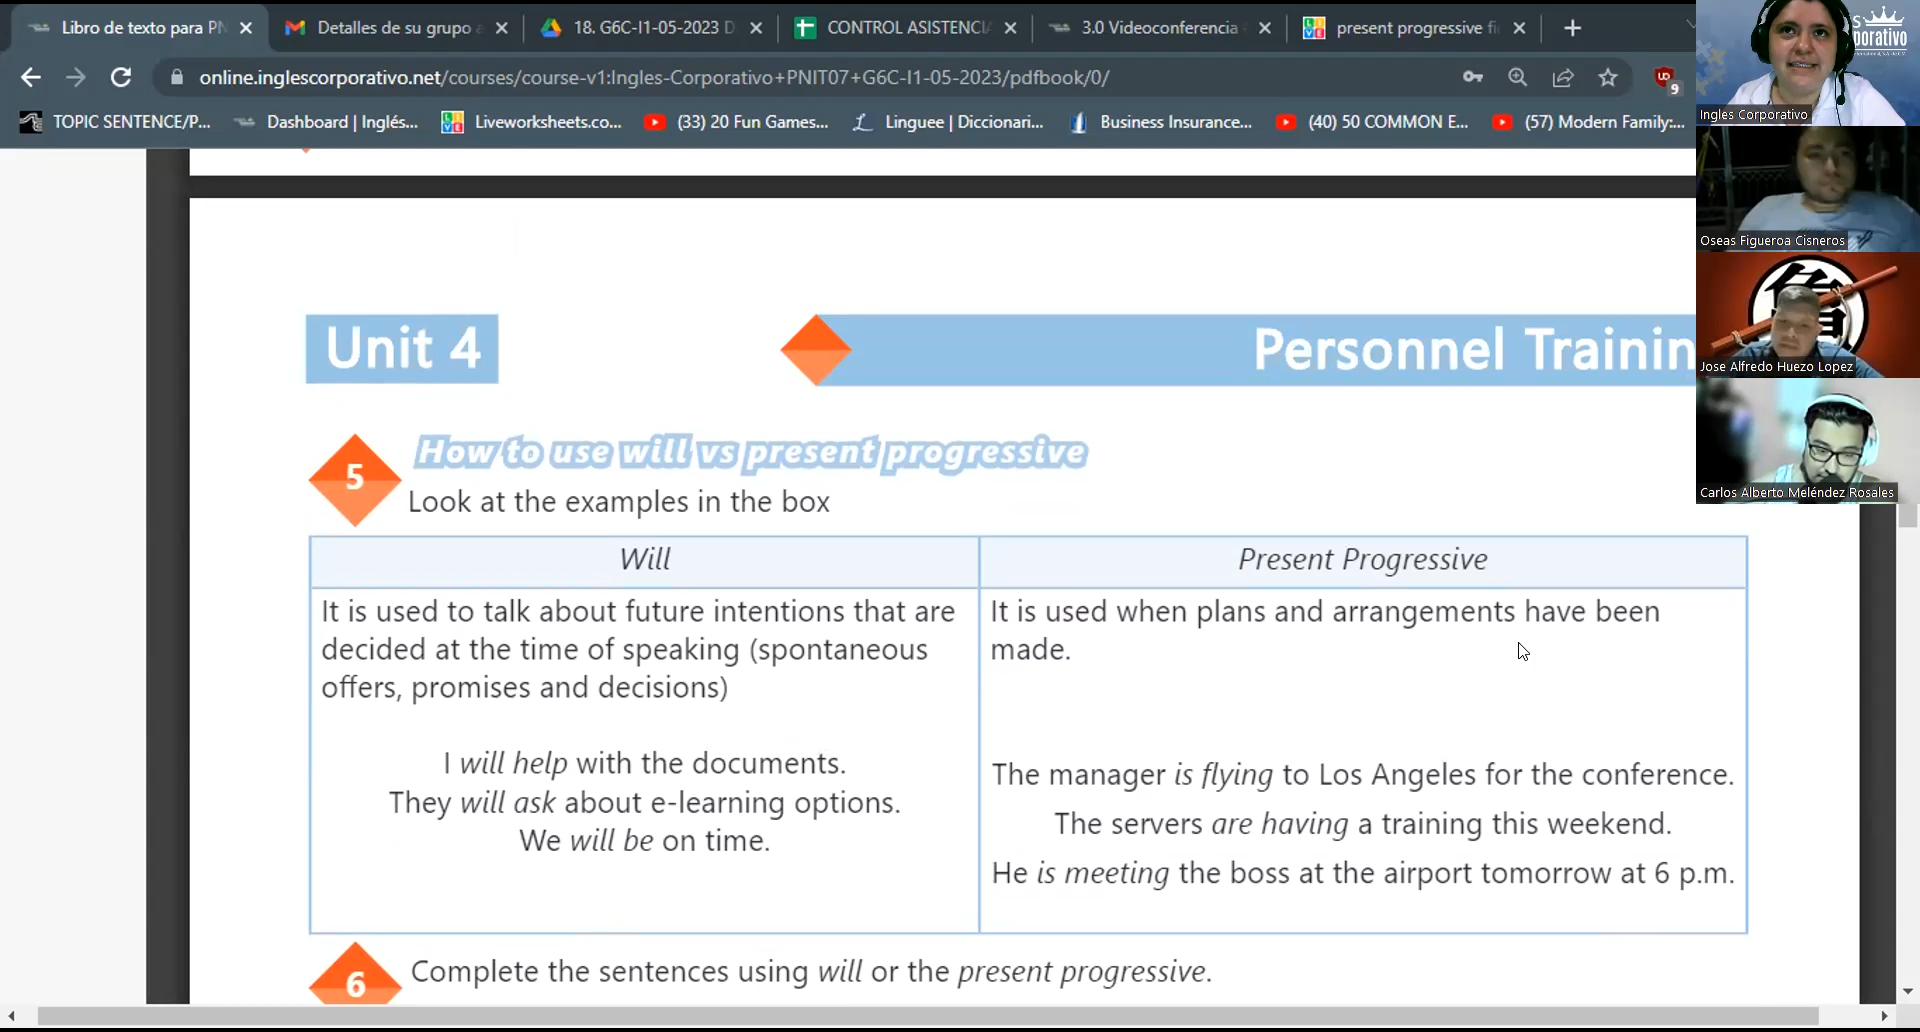 Libro de texto para PN
Detalles de su grupo a
18. G6C-I1-05-2023 D
CONTROL ASISTENCIA
3.0 Videoconferencia
present progressive fi
online.inglescorporativo.net/courses/course-v1:Ingles-Corporativo+PNIT07+G6C-I1-05-2023/pdfbook/0/
9
TOPIC SENTENCE/P...
Dashboard | Inglés...
Liveworksheets.co...
(33) 20 Fun Games...
Linguee | Diccionari...
Business Insurance...
(40) 50 COMMON E...
(57) Modern Family:...
Ingles Corporativo
Oseas Figueroa Cisneros
Jose Alfredo Huezo Lopez
Carlos Alberto Meléndez Rosales
Unit 4
Personnel Trainin
5
How to use will vs present progressive
Look at the examples in the box
Will
It is used to talk about future intentions that are
decided at the time of speaking (spontaneous
offers, promises and decisions)
I will help with the documents.
They will ask about e-learning options.
We will be on time.
Present Progressive
It is used when plans and arrangements have been
made.
The manager is flying to Los Angeles for the conference.
The servers are having a training this weekend.
He is meeting the boss at the airport tomorrow at 6 p.m.
6
Complete the sentences using will or the present progressive.